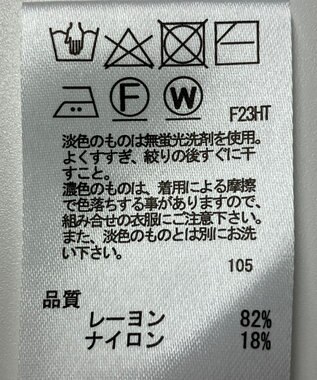 F
W
F23HT
淡色のものは無蛍光洗剤を使用。
よくすすぎ、絞りの後すぐに干
すこと。
濃色のものは、着用による摩擦
で色落ちする事がありますので、
組み合せの衣服にご注意下さい。
また、淡色のものとは別にお洗
い下さい。
105
品質
レーヨン 82%
ナイロン 18%